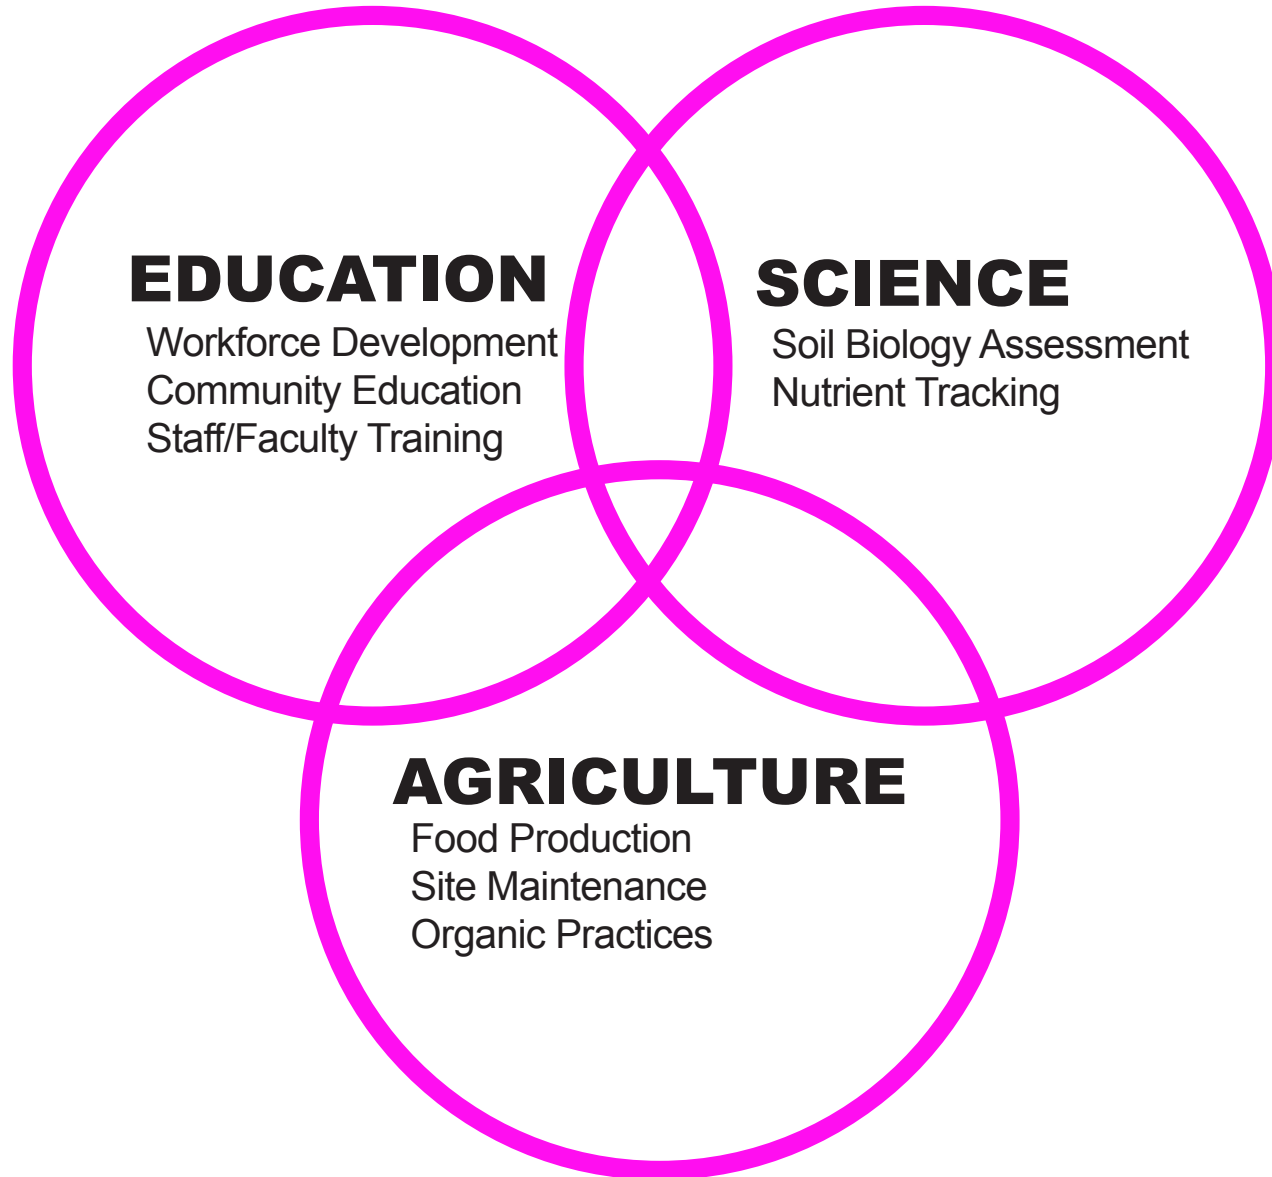 EDUCATION
Workforce Development
Community Education
Staff/Faculty Training
SCIENCE
Soil Biology Assessment
Nutrient Tracking
AGRICULTURE
Food Production
Site Maintenance
Organic Practices